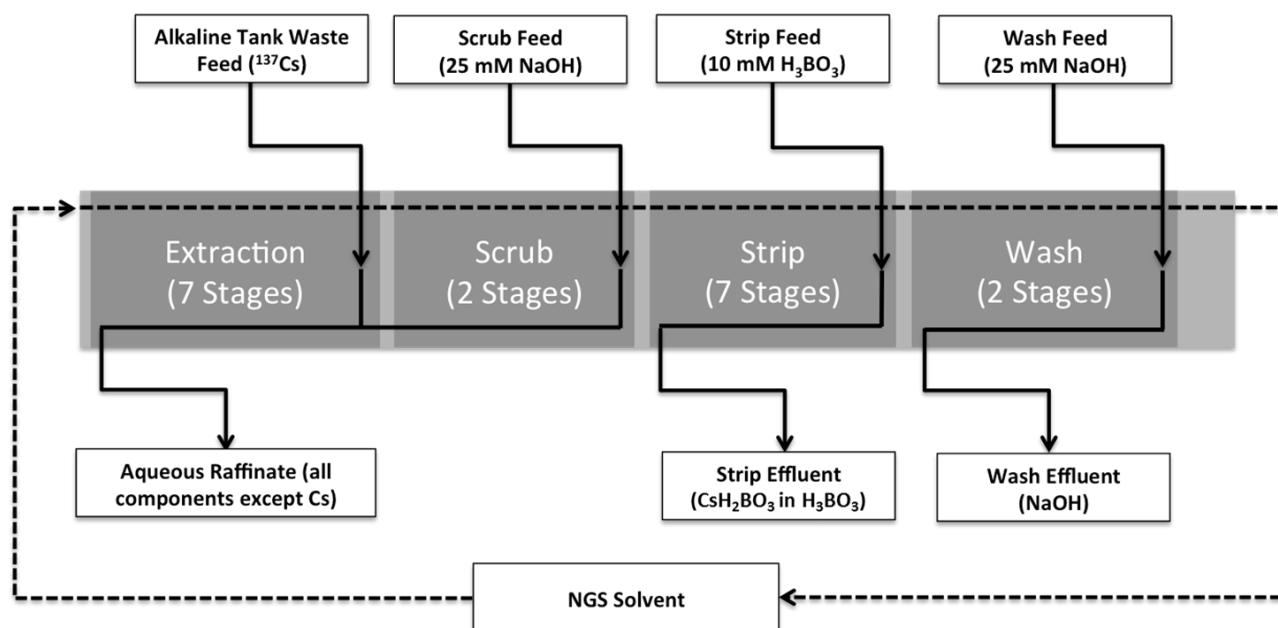 Alkaline Tank Waste
Feed (¹³⁷Cs)
Scrub Feed
(25 mM NaOH)
Strip Feed
(10 mM H₃BO₃)
Wash Feed
(25 mM NaOH)
Extraction
(7 Stages)
Scrub
(2 Stages)
Strip
(7 Stages)
Wash
(2 Stages)
Aqueous Raffinate (all
components except Cs)
Strip Effluent
(CsH₂BO₃ in H₃BO₃)
Wash Effluent
(NaOH)
NGS Solvent